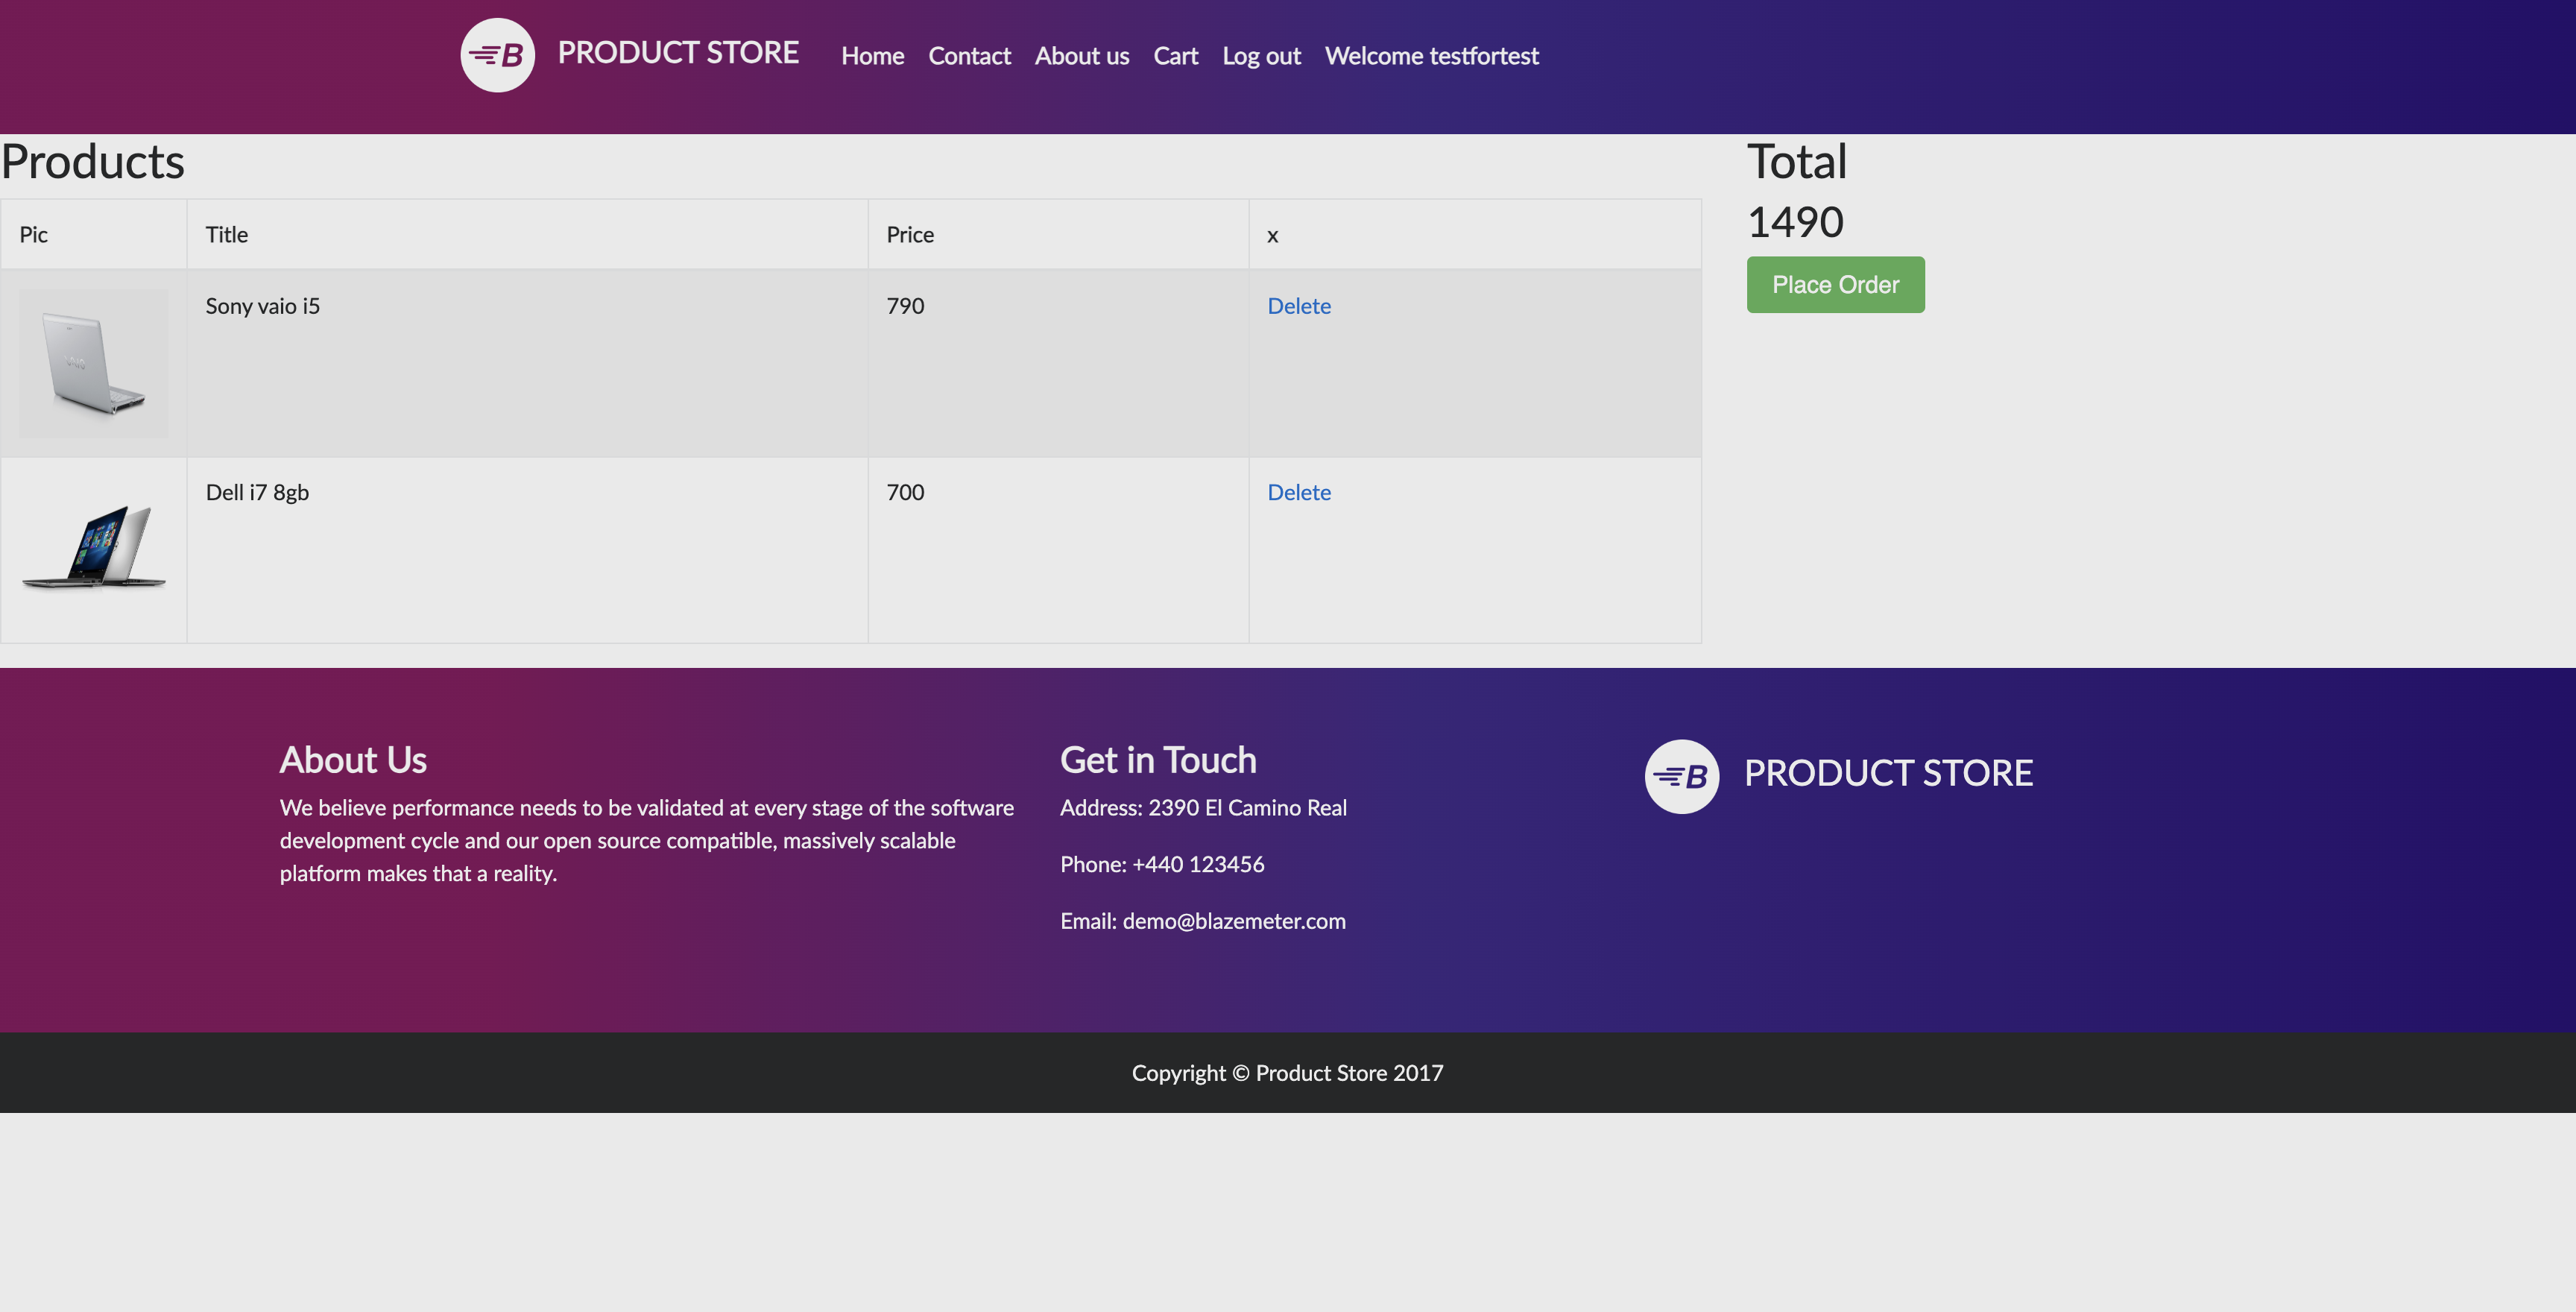 B PRODUCT STORE Home Contact About us Cart Log out Welcome testfortest
Products
Total
1490
Place Order
Pic Title Price x
Sony vaio i5 790 Delete
VAIO
Dell i7 8gb 700 Delete
About Us
We believe performance needs to be validated at every stage of the software
development cycle and our open source compatible, massively scalable
platform makes that a reality.
Get in Touch
Address: 2390 El Camino Real
Phone: +440 123456
Email: demo@blazemeter.com
B PRODUCT STORE
Copyright © Product Store 2017